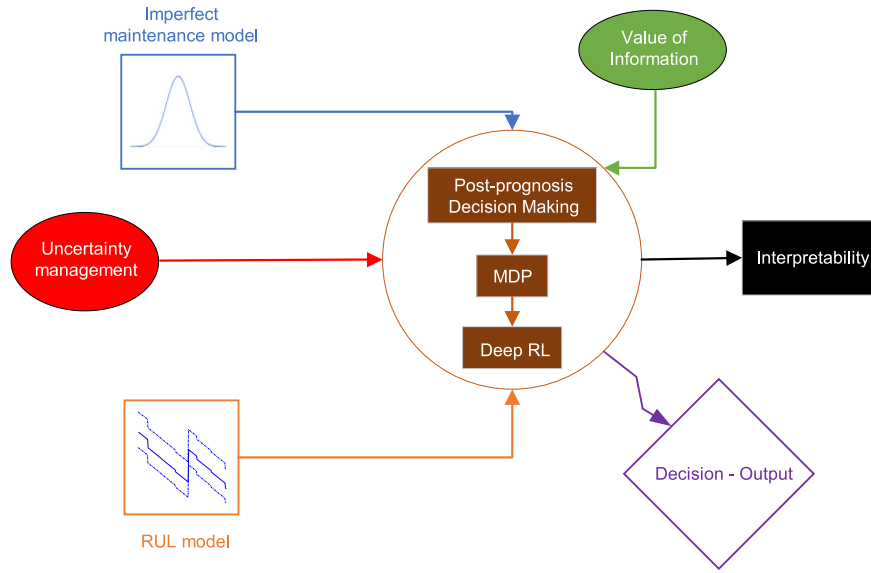 Imperfect
maintenance model
Value of
Information
Post-prognosis
Decision Making
Uncertainty
management
MDP
Interpretability
Deep RL
Decision - Output
RUL model